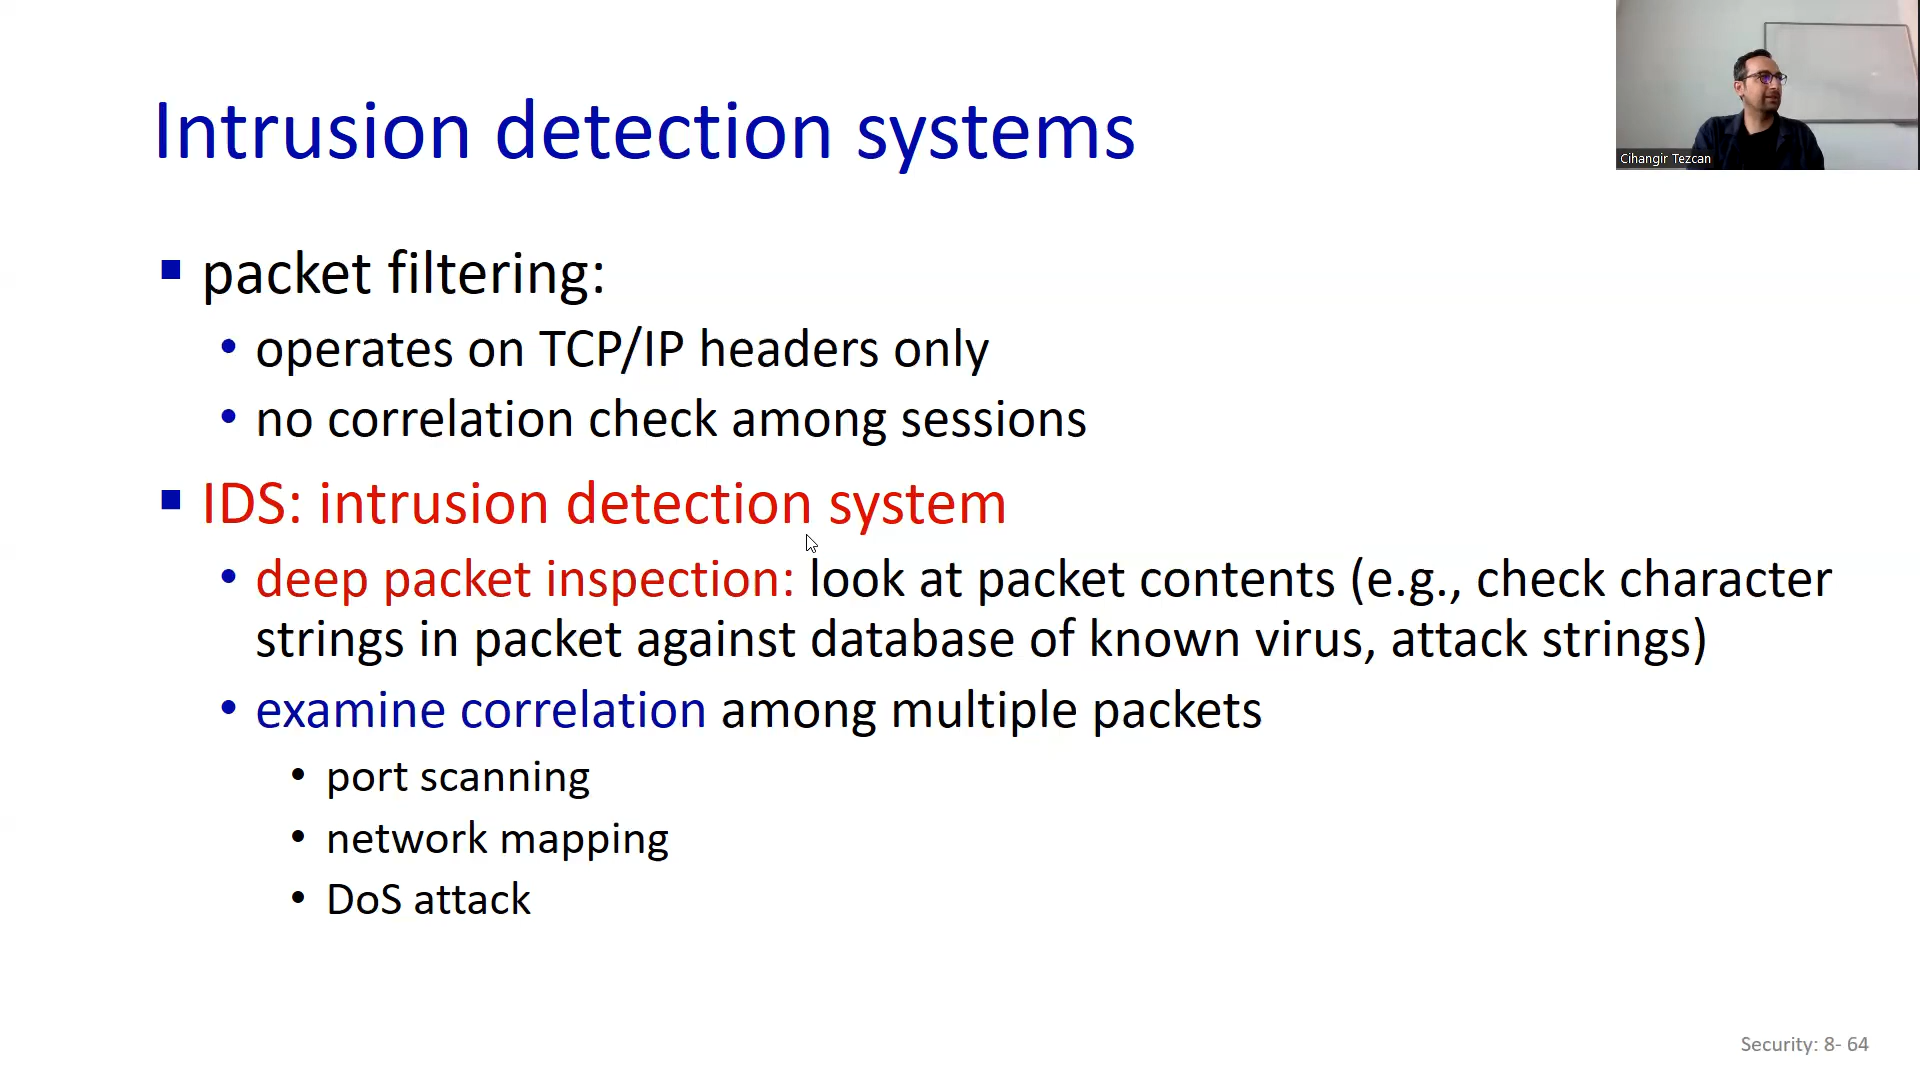 Intrusion detection systems
Cihangir Tezcan
packet filtering:
operates on TCP/IP headers only
no correlation check among sessions
IDS: intrusion detection system
deep packet inspection: look at packet contents (e.g., check character
strings in packet against database of known virus, attack strings)
examine correlation among multiple packets
port scanning
network mapping
DoS attack
Security: 8- 64